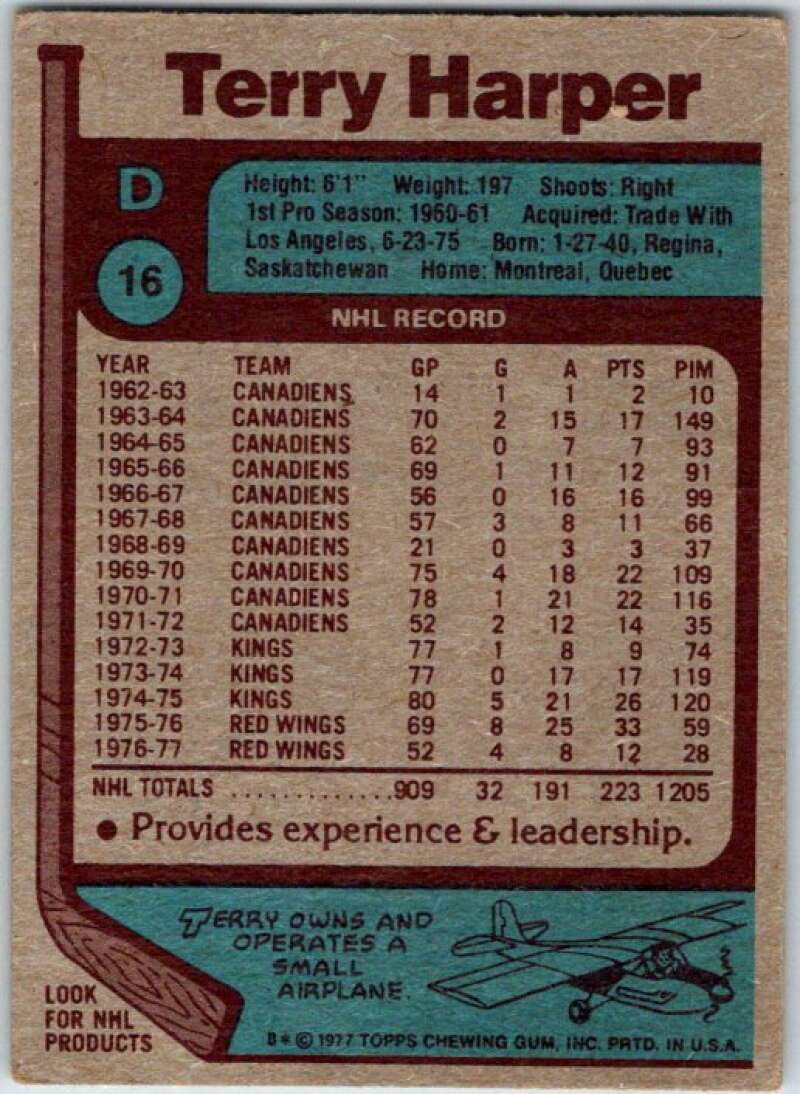 Terry Harper
D
Height: 6'1" Weight: 197 Shoots: Right
1st Pro Season: 1960-61 Acquired: Trade With
Los Angeles, 6-23-75 Born: 1-27-40, Regina,
Saskatchewan Home: Montreal, Quebec
16
NHL RECORD
YEAR TEAM GP G A PTS PIM
1962-63 CANADIENS 14 1 1 2 10
1963-64 CANADIENS 70 2 15 17 149
1964-65 CANADIENS 62 0 7 7 93
1965-66 CANADIENS 69 1 11 12 91
1966-67 CANADIENS 56 0 16 16 99
1967-68 CANADIENS 57 3 8 11 66
1968-69 CANADIENS 21 0 3 3 37
1969-70 CANADIENS 75 4 18 22 109
1970-71 CANADIENS 78 1 21 22 116
1971-72 CANADIENS 52 2 12 14 35
1972-73 KINGS 77 1 8 9 74
1973-74 KINGS 77 0 17 17 119
1974-75 KINGS 80 5 21 26 120
1975-76 RED WINGS 69 8 25 33 59
1976-77 RED WINGS 52 4 8 12 28
NHL TOTALS .............909 32 191 223 1205
● Provides experience & leadership.
TERRY OWNS AND
OPERATES A
SMALL
AIRPLANE.
LOOK
FOR NHL
PRODUCTS
B* © 1977 TOPPS CHEWING GUM, INC. PRTD. IN U.S.A.